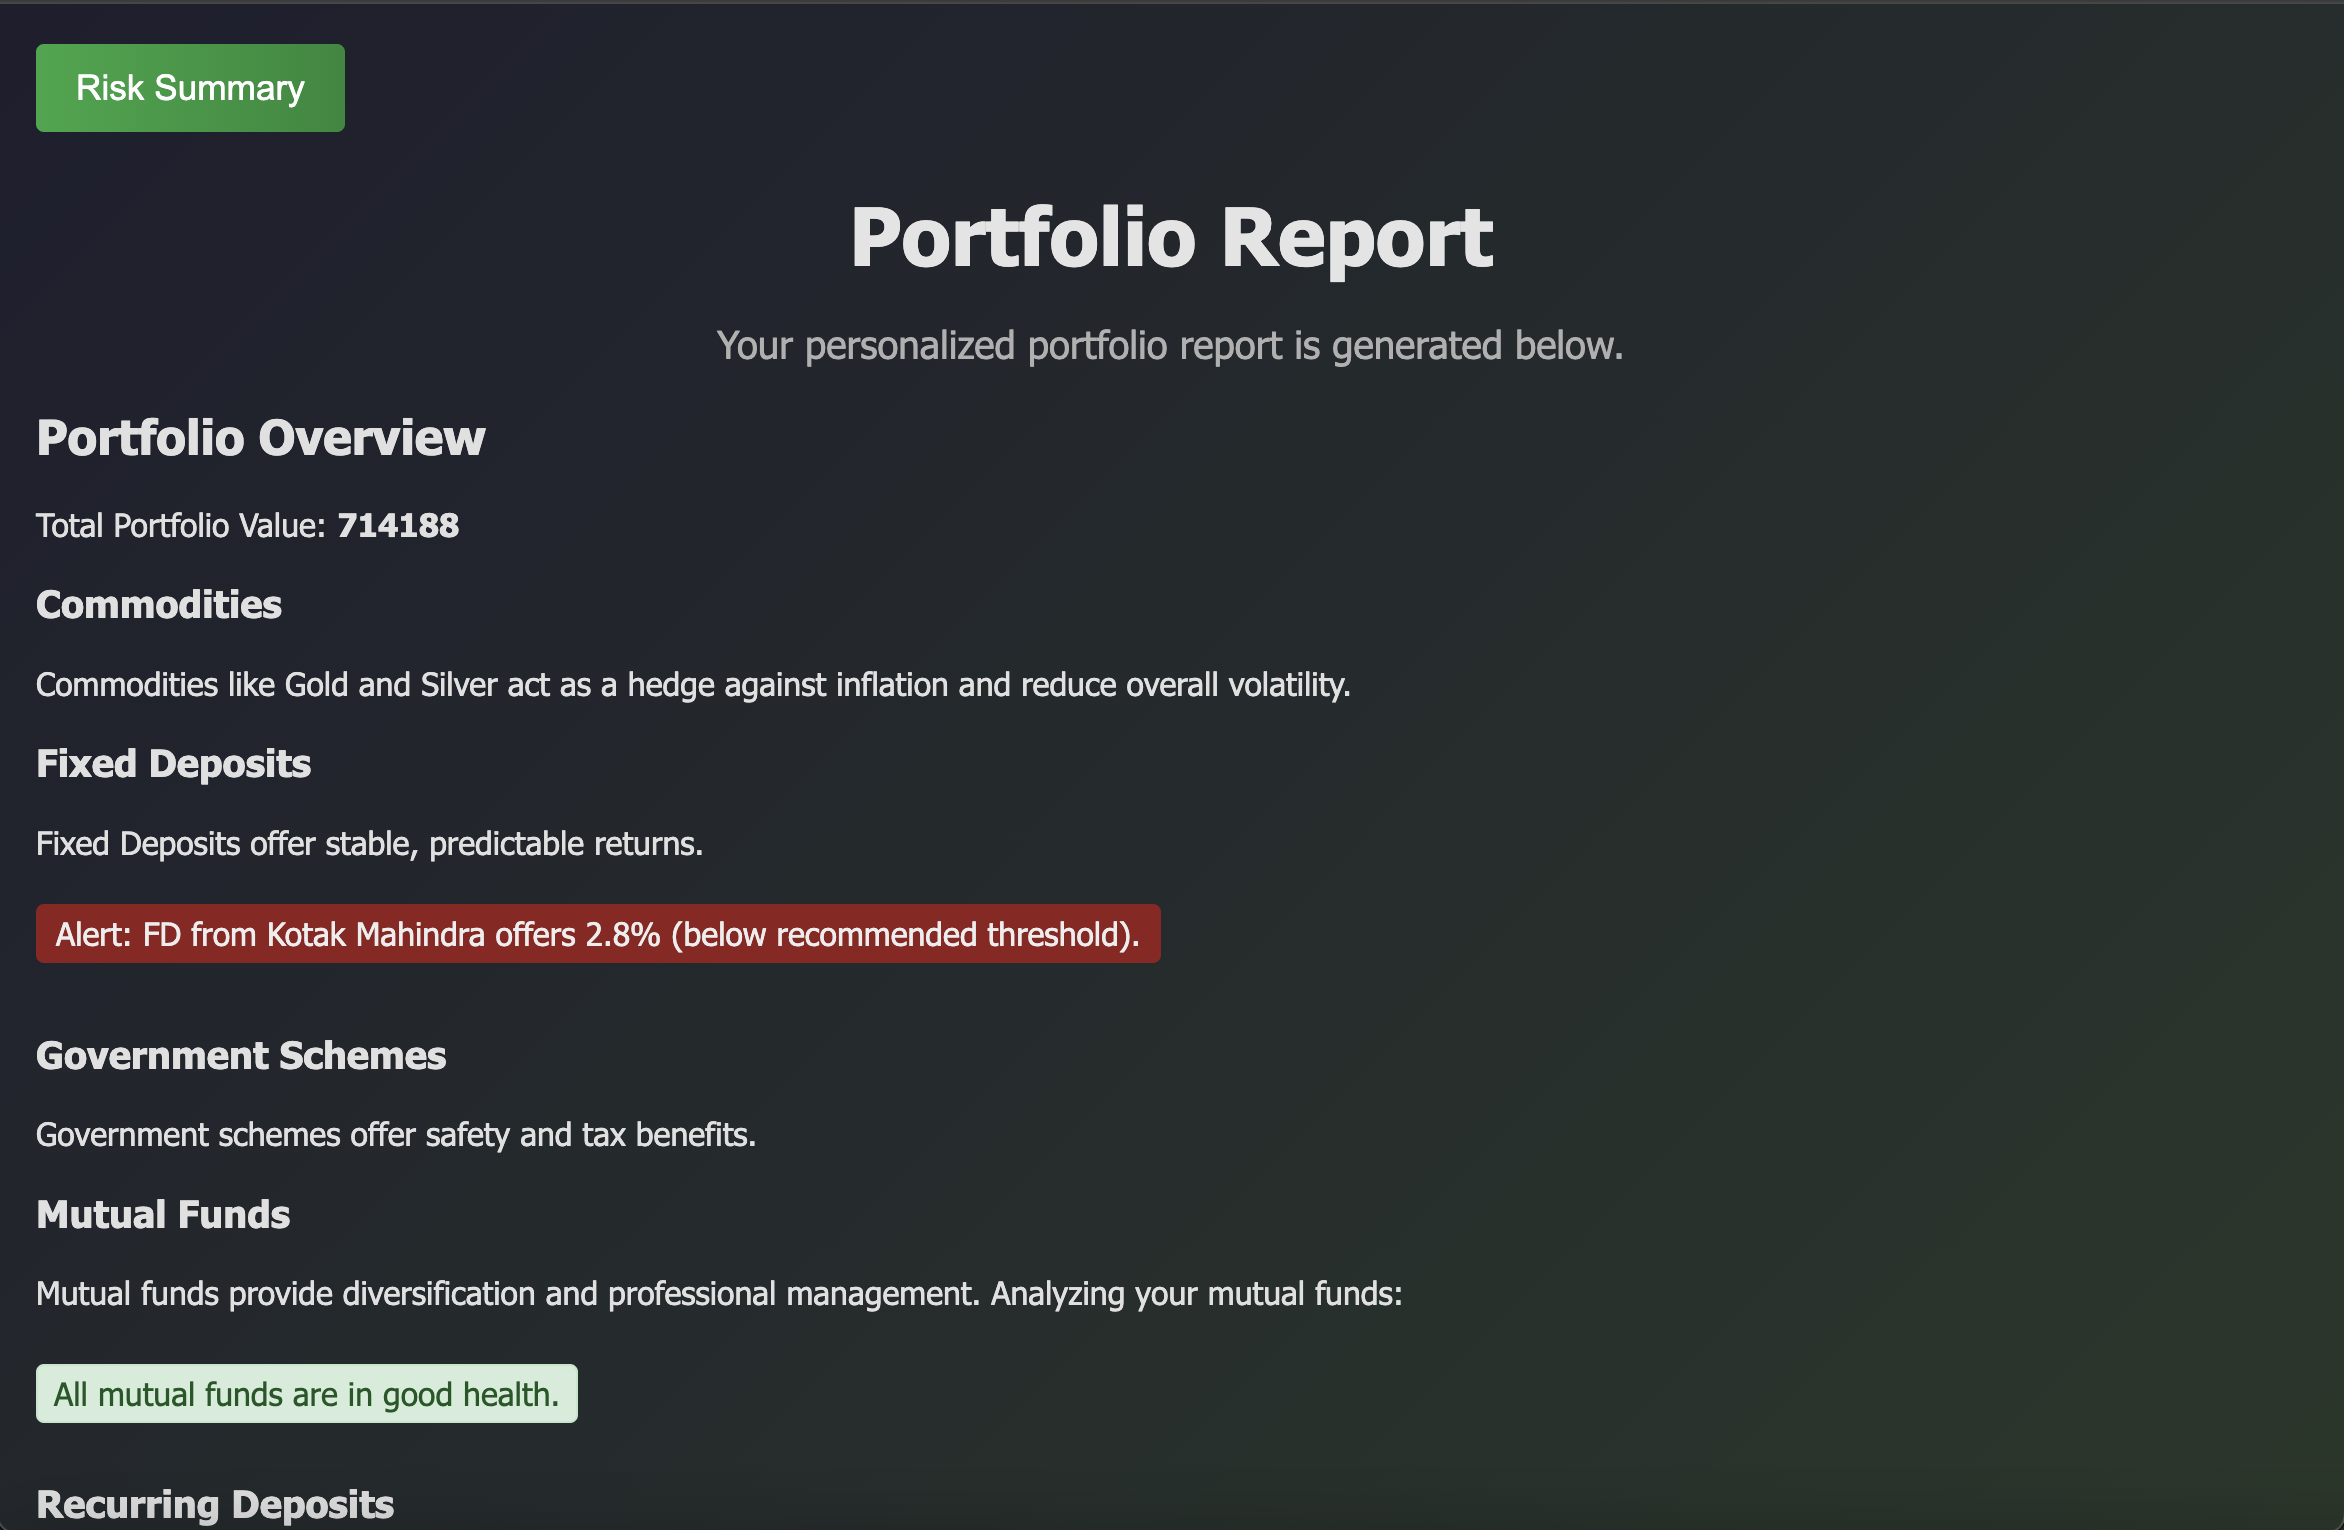 Risk Summary
Portfolio Report
Your personalized portfolio report is generated below.
Portfolio Overview
Total Portfolio Value: 714188
Commodities
Commodities like Gold and Silver act as a hedge against inflation and reduce overall volatility.
Fixed Deposits
Fixed Deposits offer stable, predictable returns.
Alert: FD from Kotak Mahindra offers 2.8% (below recommended threshold).
Government Schemes
Government schemes offer safety and tax benefits.
Mutual Funds
Mutual funds provide diversification and professional management. Analyzing your mutual funds:
All mutual funds are in good health.
Recurring Deposits